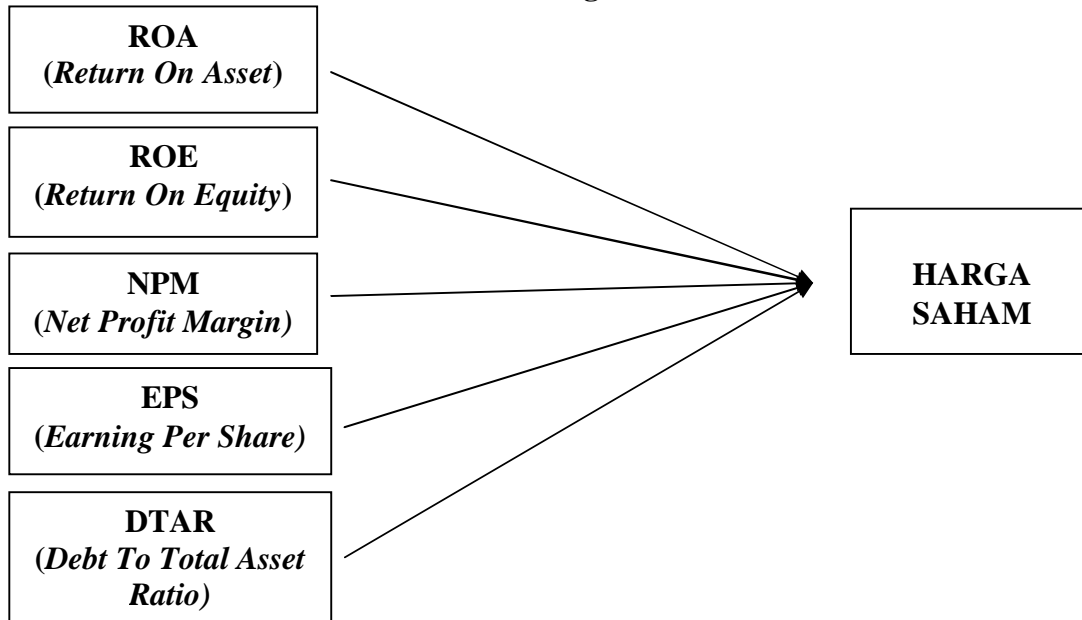 ROA
(Return On Asset)
ROE
(Return On Equity)
NPM
(Net Profit Margin)
EPS
(Earning Per Share)
DTAR
(Debt To Total Asset
Ratio)
HARGA
SAHAM